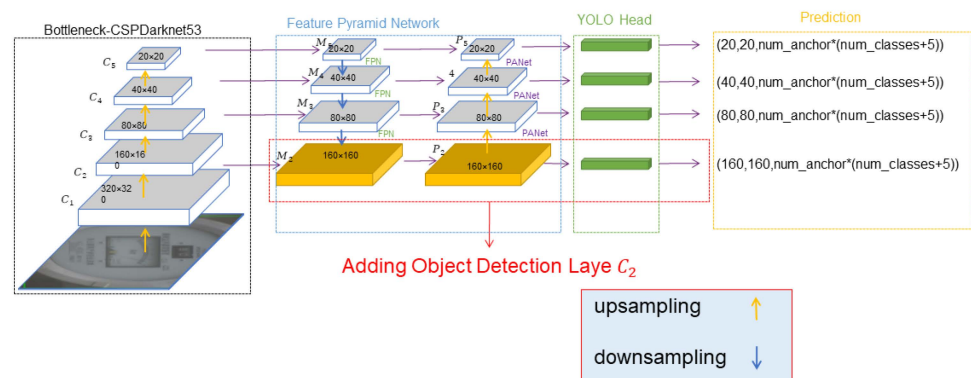 Bottleneck-CSPDarknet53
Feature Pyramid Network
YOLO Head
Prediction
C5
20×20
M5
20×20
FPN
P5
20×20
PANet
(20,20,num_anchor*(num_classes+5))
C4
40×40
M4
40×40
FPN
4
40×40
PANet
(40,40,num_anchor*(num_classes+5))
C3
80×80
M3
80×80
FPN
P3
80×80
PANet
(80,80,num_anchor*(num_classes+5))
C2
160×16
0
M2
160×160
P2
160×160
(160,160,num_anchor*(num_classes+5))
C1
320×32
0
Adding Object Detection Laye C2
upsampling
downsampling